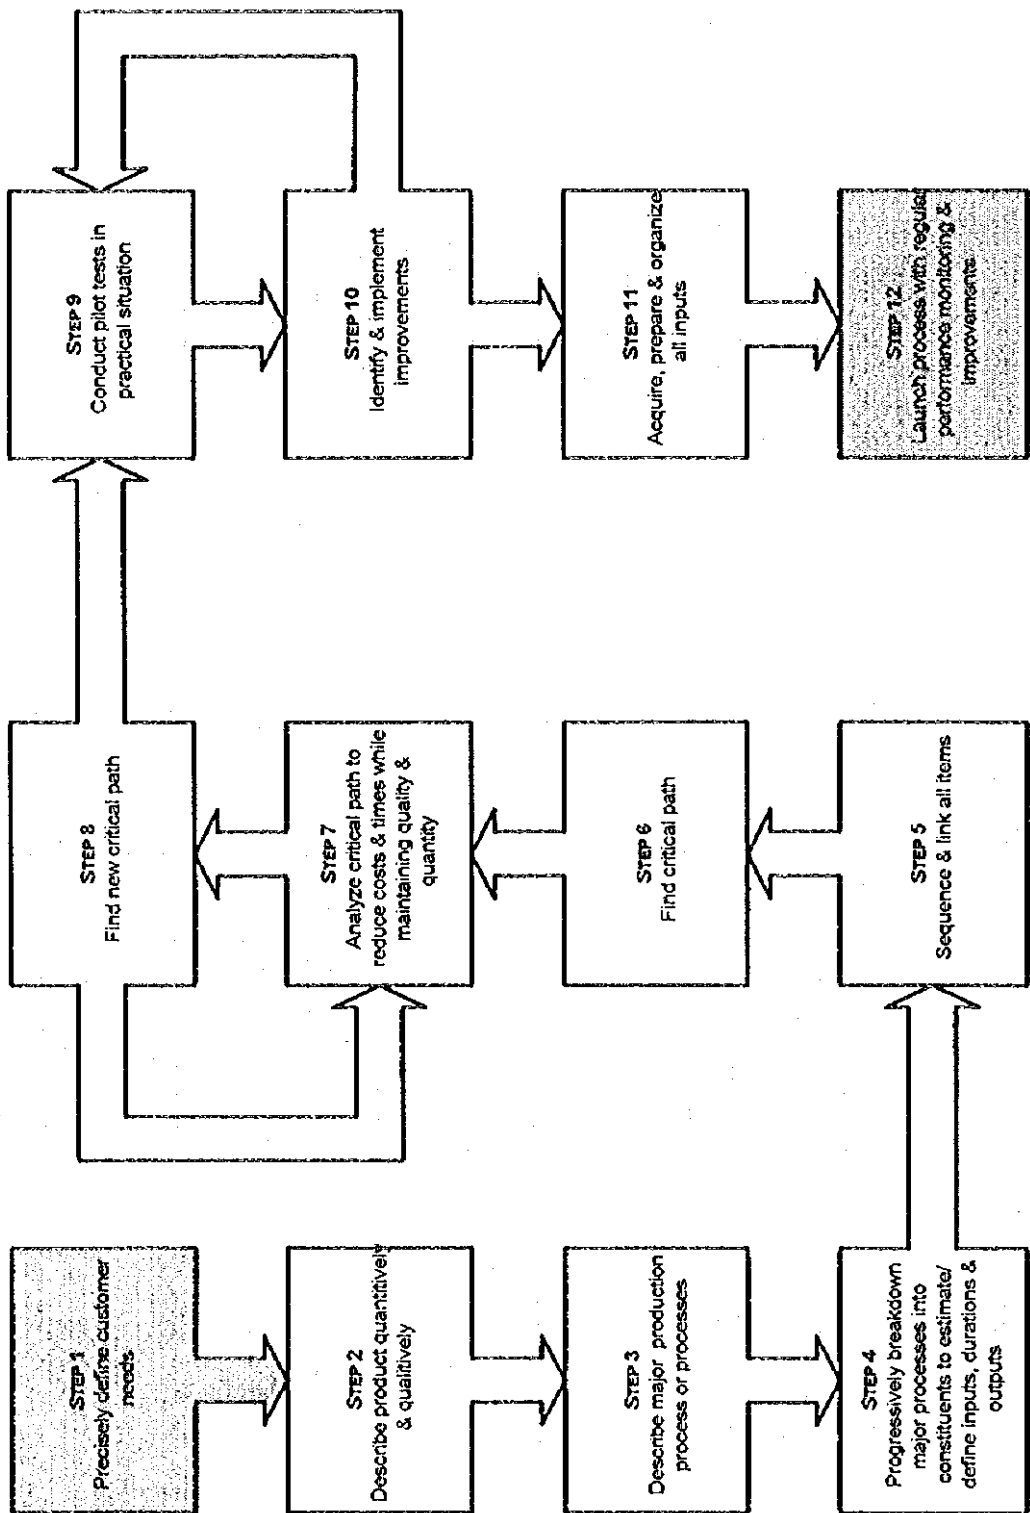 STEP 1
Precisely define customer
needs
STEP 2
Describe product quantitively
& qualitively
STEP 3
Describe major production
process or processes
STEP 4
Progressively breakdown
major processes into
constituents to estimate/
define inputs, durations &
outputs
STEP 5
Sequence & link all items
STEP 6
Find critical path
STEP 7
Analyze critical path to
reduce costs & times while
maintaining quality &
quantity
STEP 8
Find new critical path
STEP 9
Conduct pilot tests in
practical situation
STEP 10
Identify & implement
improvements
STEP 11
Acquire, prepare & organize
all inputs
STEP 12
Launch process with regular
performance monitoring &
improvements